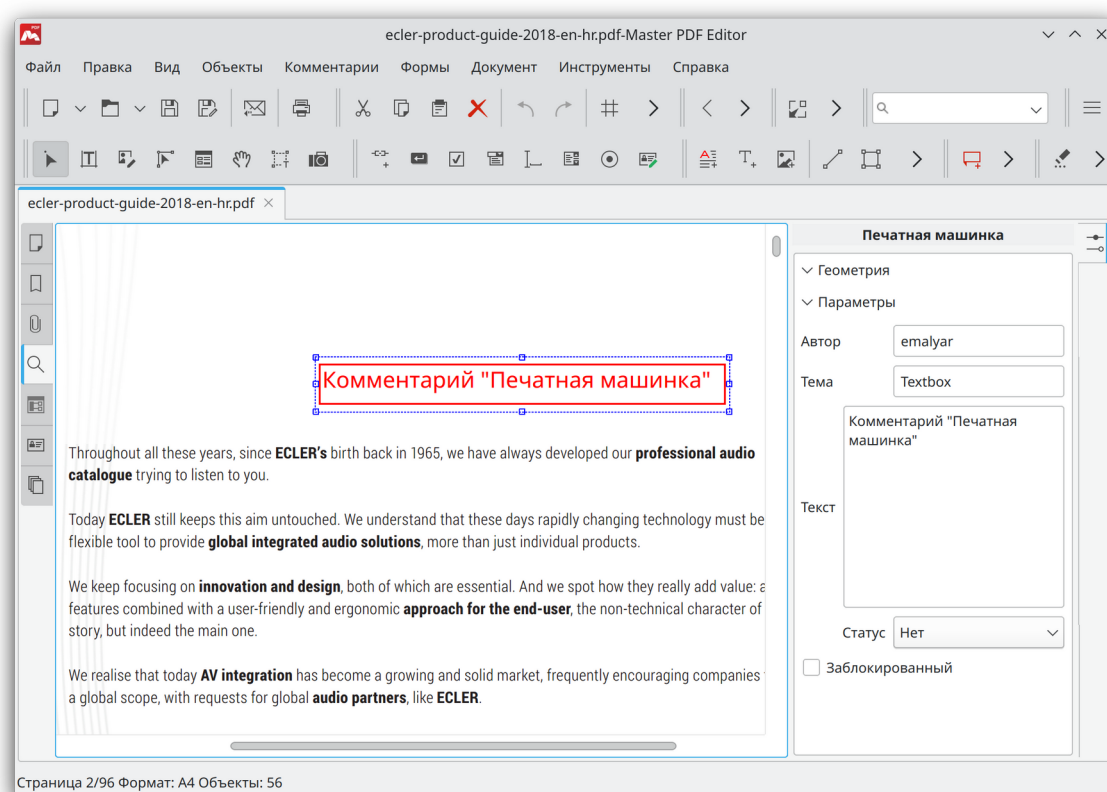 ecler-product-guide-2018-en-hr.pdf-Master PDF Editor
Файл Правка Вид Объекты Комментарии Формы Документ Инструменты Справка
ecler-product-guide-2018-en-hr.pdf
Печатная машинка
Геометрия
Параметры
Автор emalyar
Тема Textbox
Текст
Комментарий "Печатная
машинка"
Статус Нет
Заблокированный
Комментарий "Печатная машинка"
Throughout all these years, since ECLER's birth back in 1965, we have always developed our professional audio
catalogue trying to listen to you.
Today ECLER still keeps this aim untouched. We understand that these days rapidly changing technology must be
flexible tool to provide global integrated audio solutions, more than just individual products.
We keep focusing on innovation and design, both of which are essential. And we spot how they really add value: a
features combined with a user-friendly and ergonomic approach for the end-user, the non-technical character of
story, but indeed the main one.
We realise that today AV integration has become a growing and solid market, frequently encouraging companies
a global scope, with requests for global audio partners, like ECLER.
Страница 2/96 Формат: A4 Объекты: 56